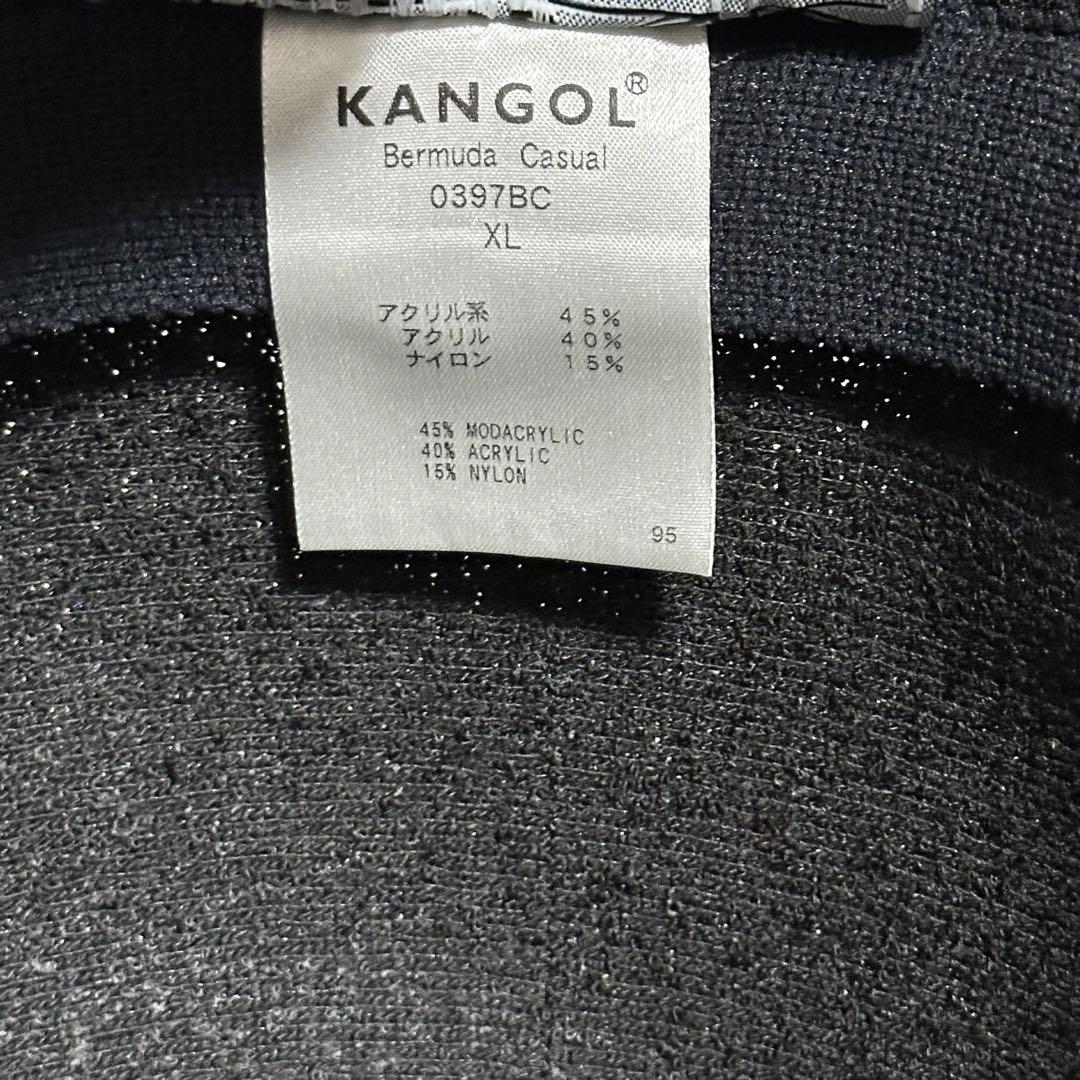 KANGOL®
Bermuda Casual
0397BC
XL
アクリル系 45%
アクリル 40%
ナイロン 15%
45% MODACRYLIC
40% ACRYLIC
15% NYLON
95